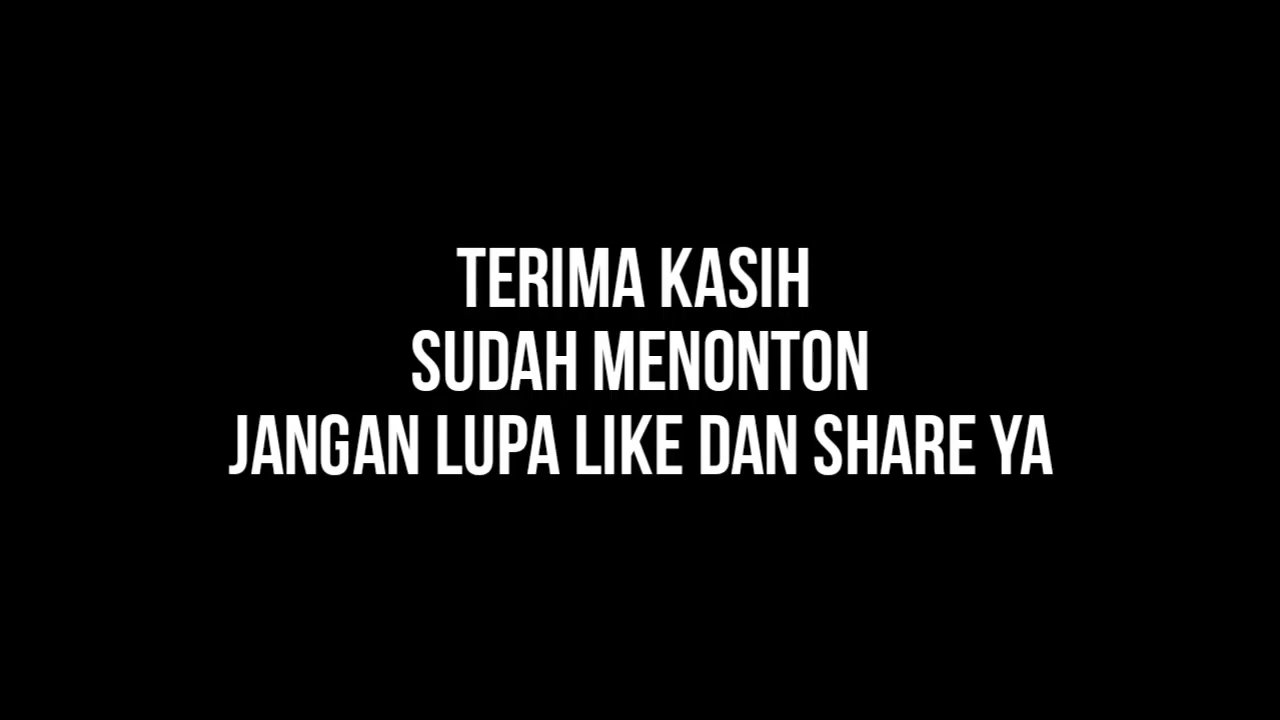 TERIMA KASIH
SUDAH MENONTON
JANGAN LUPA LIKE DAN SHARE YA